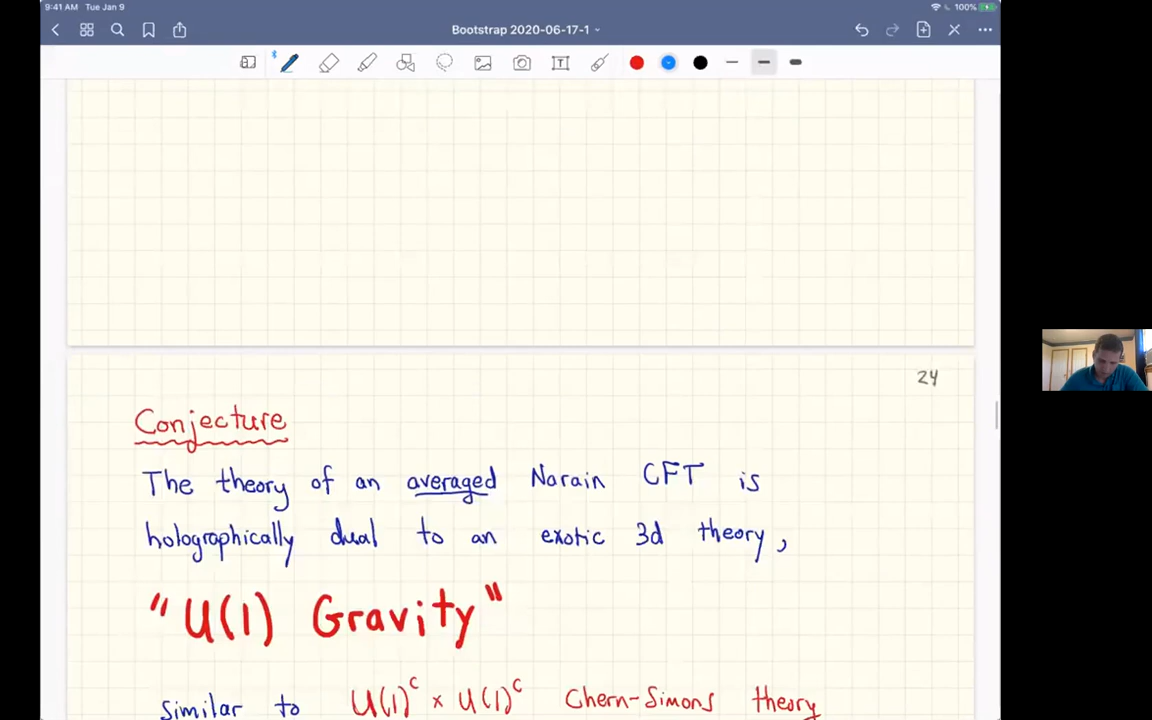 9:41 AM Tue Jan 9
100%
Bootstrap 2020-06-17-1
T
24
Conjecture
The theory of an averaged Narain CFT is
holographically dual to an exotic 3d theory,
"U(1) Gravity"
similar to U(1)^c × U(1)^c Chern-Simons theory